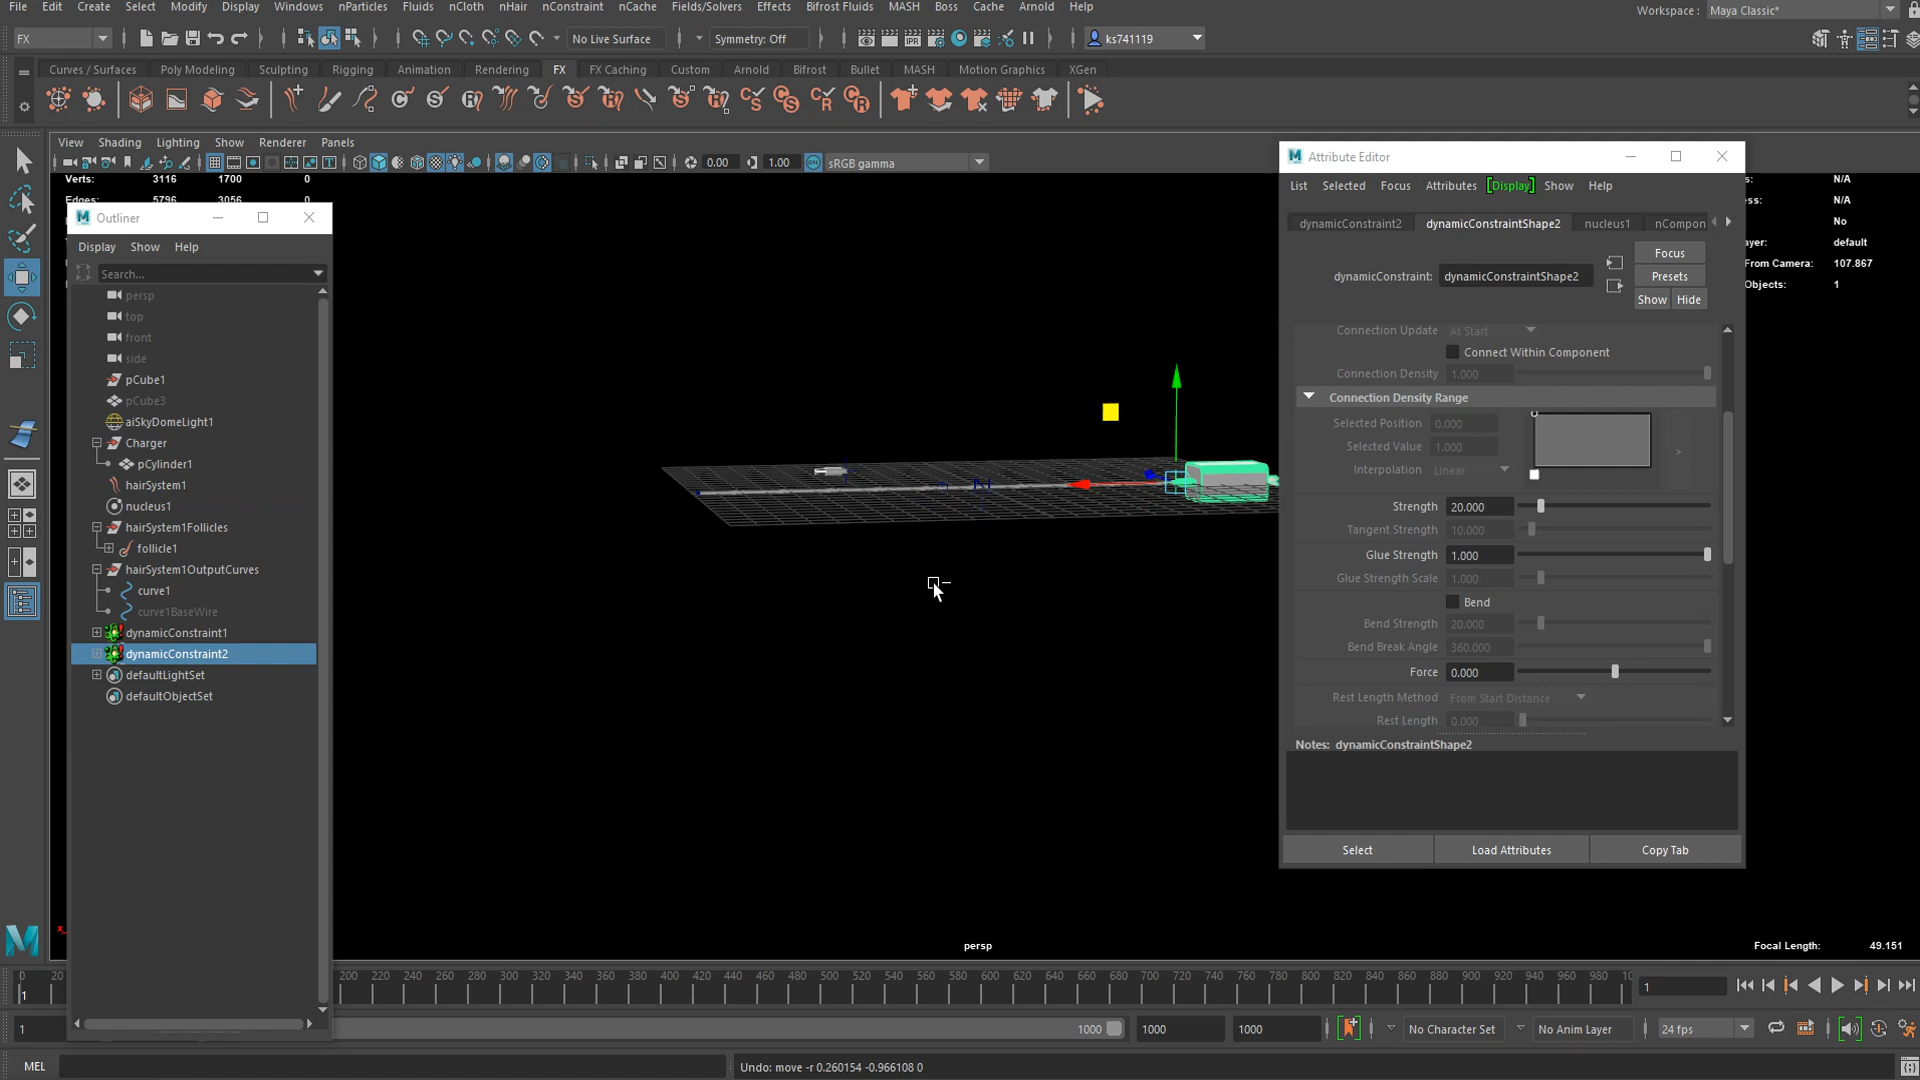 File Edit Create Select Modify Display Windows nParticles Fluids nCloth nHair nConstraint nCache Fields/Solvers Effects Bifrost Fluids MASH Boss Cache Arnold Help
Workspace : Maya Classic*
FX No Live Surface Symmetry: Off ks741119
Curves / Surfaces Poly Modeling Sculpting Rigging Animation Rendering FX FX Caching Custom Arnold Bifrost Bullet MASH Motion Graphics XGen
View Shading Lighting Show Renderer Panels
0.00 1.00 sRGB gamma
Verts: 3116 1700 0
Edges: 5796 3056 0
Outliner
Display Show Help
Search...
persp
top
front
side
pCube1
pCube3
aiSkyDomeLight1
Charger
pCylinder1
hairSystem1
nucleus1
hairSystem1Follicles
follicle1
hairSystem1OutputCurves
curve1
curve1BaseWire
dynamicConstraint1
dynamicConstraint2
defaultLightSet
defaultObjectSet
Attribute Editor
List Selected Focus Attributes [Display] Show Help
dynamicConstraint2 dynamicConstraintShape2 nucleus1 nCompon
dynamicConstraint: dynamicConstraintShape2
Focus
Presets
Show Hide
Connection Update At Start
Connect Within Component
Connection Density 1.000
Connection Density Range
Selected Position 0.000
Selected Value 1.000
Interpolation Linear
Strength 20.000
Tangent Strength 10.000
Glue Strength 1.000
Glue Strength Scale 1.000
Bend
Bend Strength 20.000
Bend Break Angle 360.000
Force 0.000
Rest Length Method From Start Distance
Rest Length 0.000
Notes: dynamicConstraintShape2
Select Load Attributes Copy Tab
s: N/A
ess: N/A
No
ayer: default
From Camera: 107.867
Objects: 1
persp
Focal Length: 49.151
0 20 200 220 240 260 280 300 320 340 360 380 400 420 440 460 480 500 520 540 560 580 600 620 640 660 680 700 720 740 760 780 800 820 840 860 880 900 920 940 960 980 10
1 1
1 1000 1000 1000 No Character Set No Anim Layer 24 fps
MEL Undo: move -r 0.260154 -0.966108 0